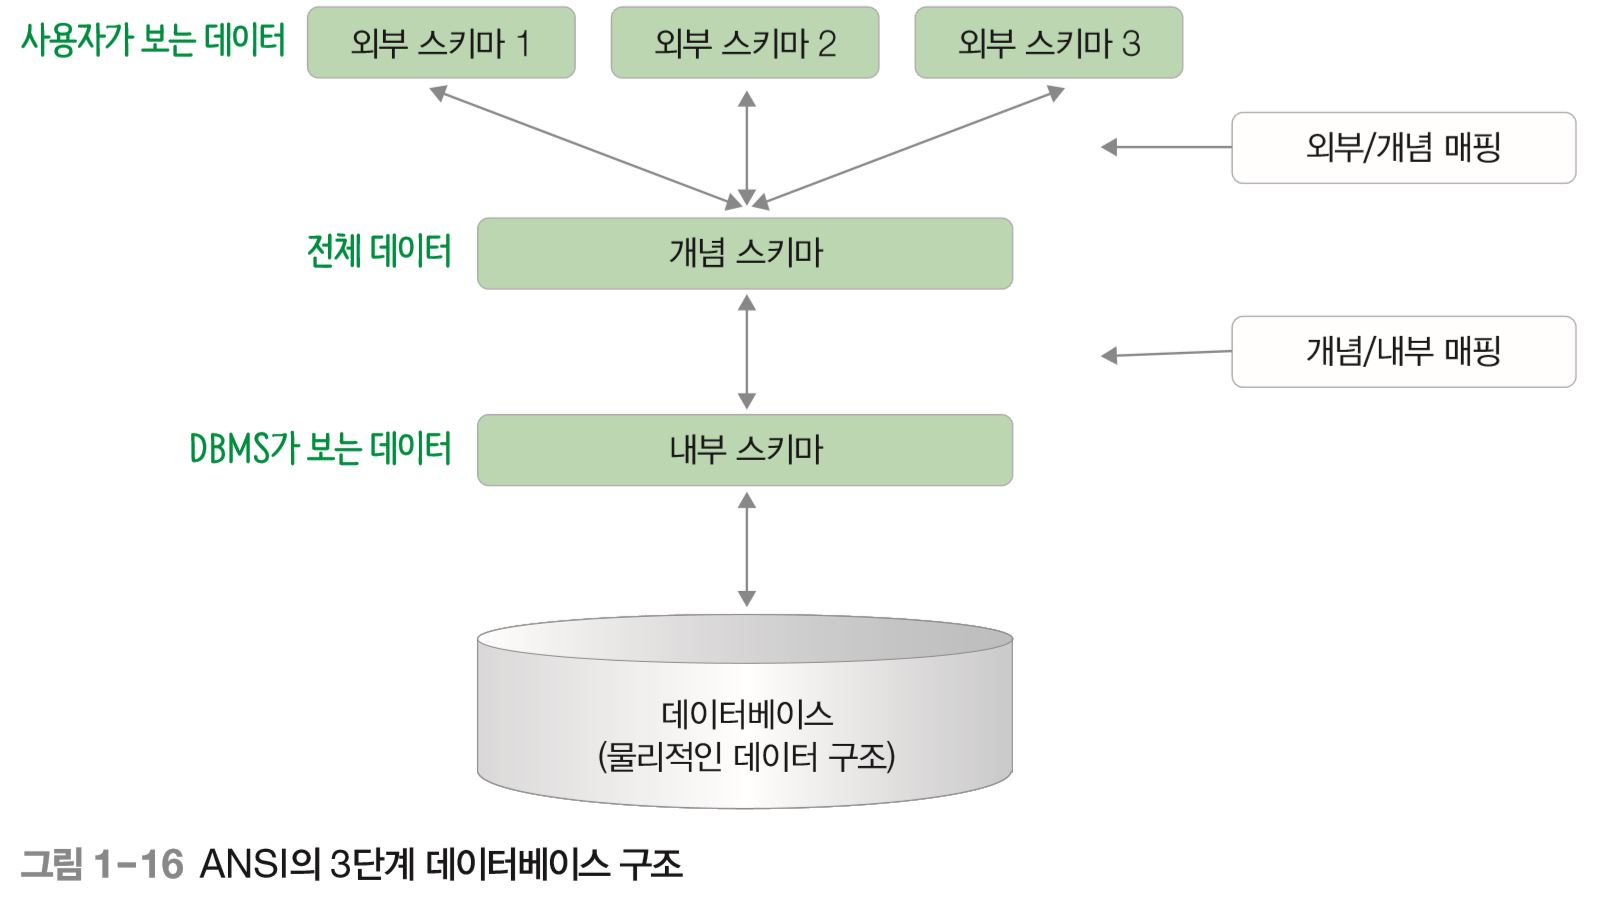 사용자가 보는 데이터
외부 스키마 1
외부 스키마 2
외부 스키마 3
외부/개념 매핑
전체 데이터
개념 스키마
개념/내부 매핑
DBMS가 보는 데이터
내부 스키마
데이터베이스
(물리적인 데이터 구조)
그림 1-16 ANSI의 3단계 데이터베이스 구조